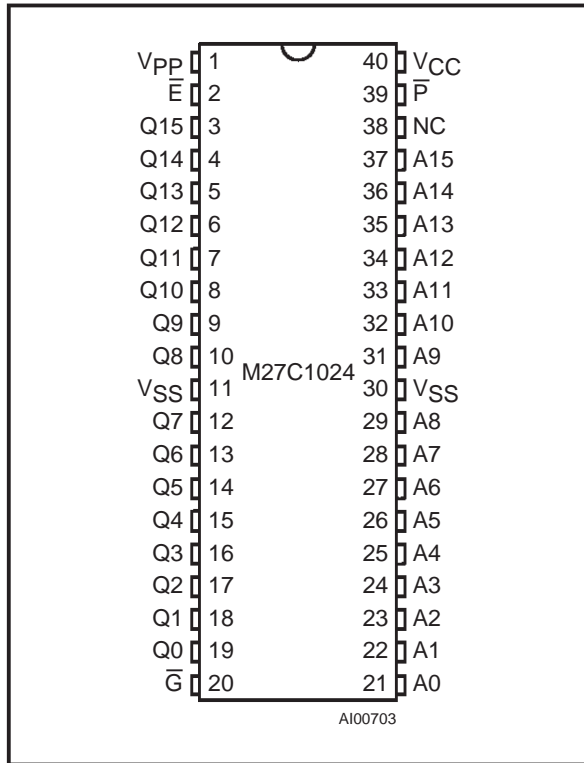 VPP 1 40 VCC
E̅ 2 39 P̅
Q15 3 38 NC
Q14 4 37 A15
Q13 5 36 A14
Q12 6 35 A13
Q11 7 34 A12
Q10 8 33 A11
Q9 9 32 A10
Q8 10 31 A9
M27C1024
VSS 11 30 VSS
Q7 12 29 A8
Q6 13 28 A7
Q5 14 27 A6
Q4 15 26 A5
Q3 16 25 A4
Q2 17 24 A3
Q1 18 23 A2
Q0 19 22 A1
G̅ 20 21 A0
AI00703